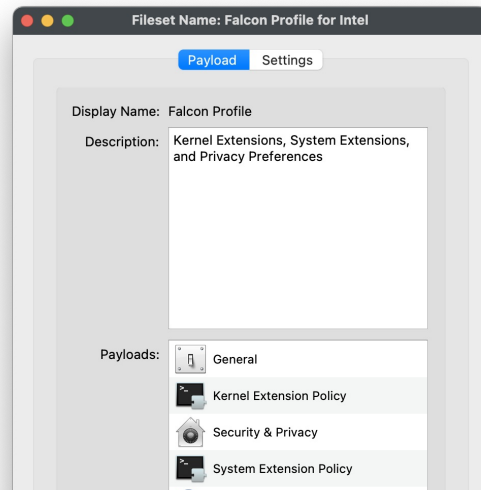 Fileset Name: Falcon Profile for Intel
Payload Settings
Display Name: Falcon Profile
Description: Kernel Extensions, System Extensions,
and Privacy Preferences
Payloads: General
Kernel Extension Policy
Security & Privacy
System Extension Policy